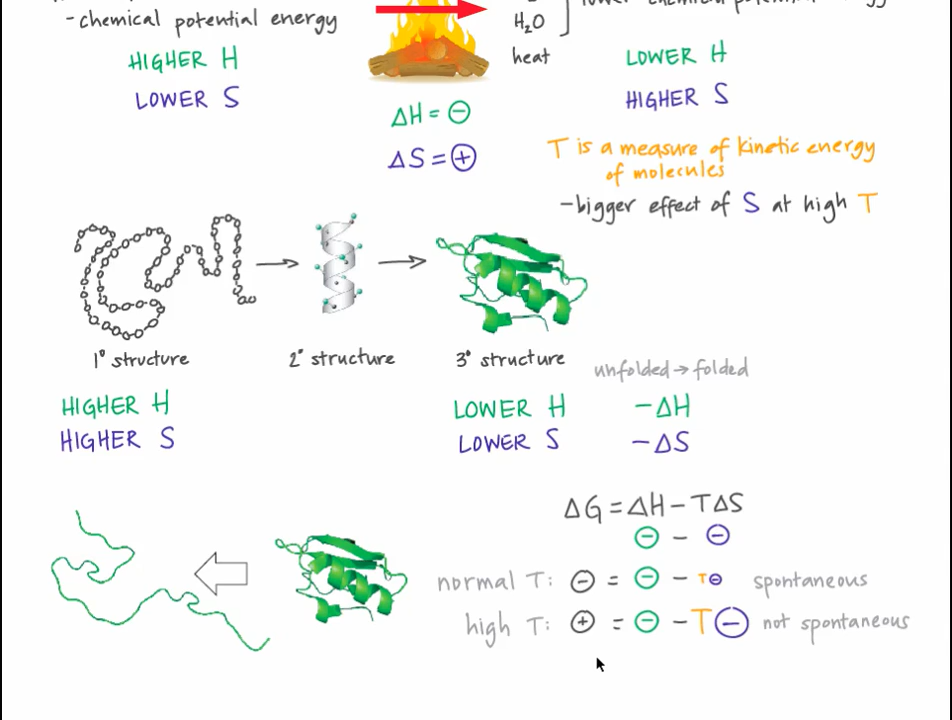 - chemical potential energy
H₂O
heat
HIGHER H
LOWER S
LOWER H
HIGHER S
ΔH = ⊖
ΔS = ⊕
T is a measure of kinetic energy
of molecules
- bigger effect of S at high T
1° structure
2° structure
3° structure
unfolded → folded
HIGHER H
HIGHER S
LOWER H
LOWER S
-ΔH
-ΔS
ΔG = ΔH - TΔS
⊖ - ⊖
normal T: ⊖ = ⊖ - T⊖ spontaneous
high T: ⊕ = ⊖ - T⊖ not spontaneous